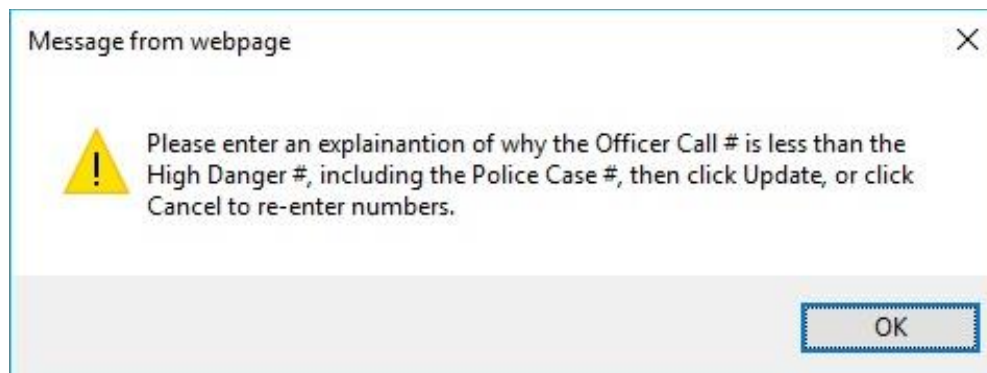 Message from webpage
Please enter an explainantion of why the Officer Call # is less than the
High Danger #, including the Police Case #, then click Update, or click
Cancel to re-enter numbers.
OK